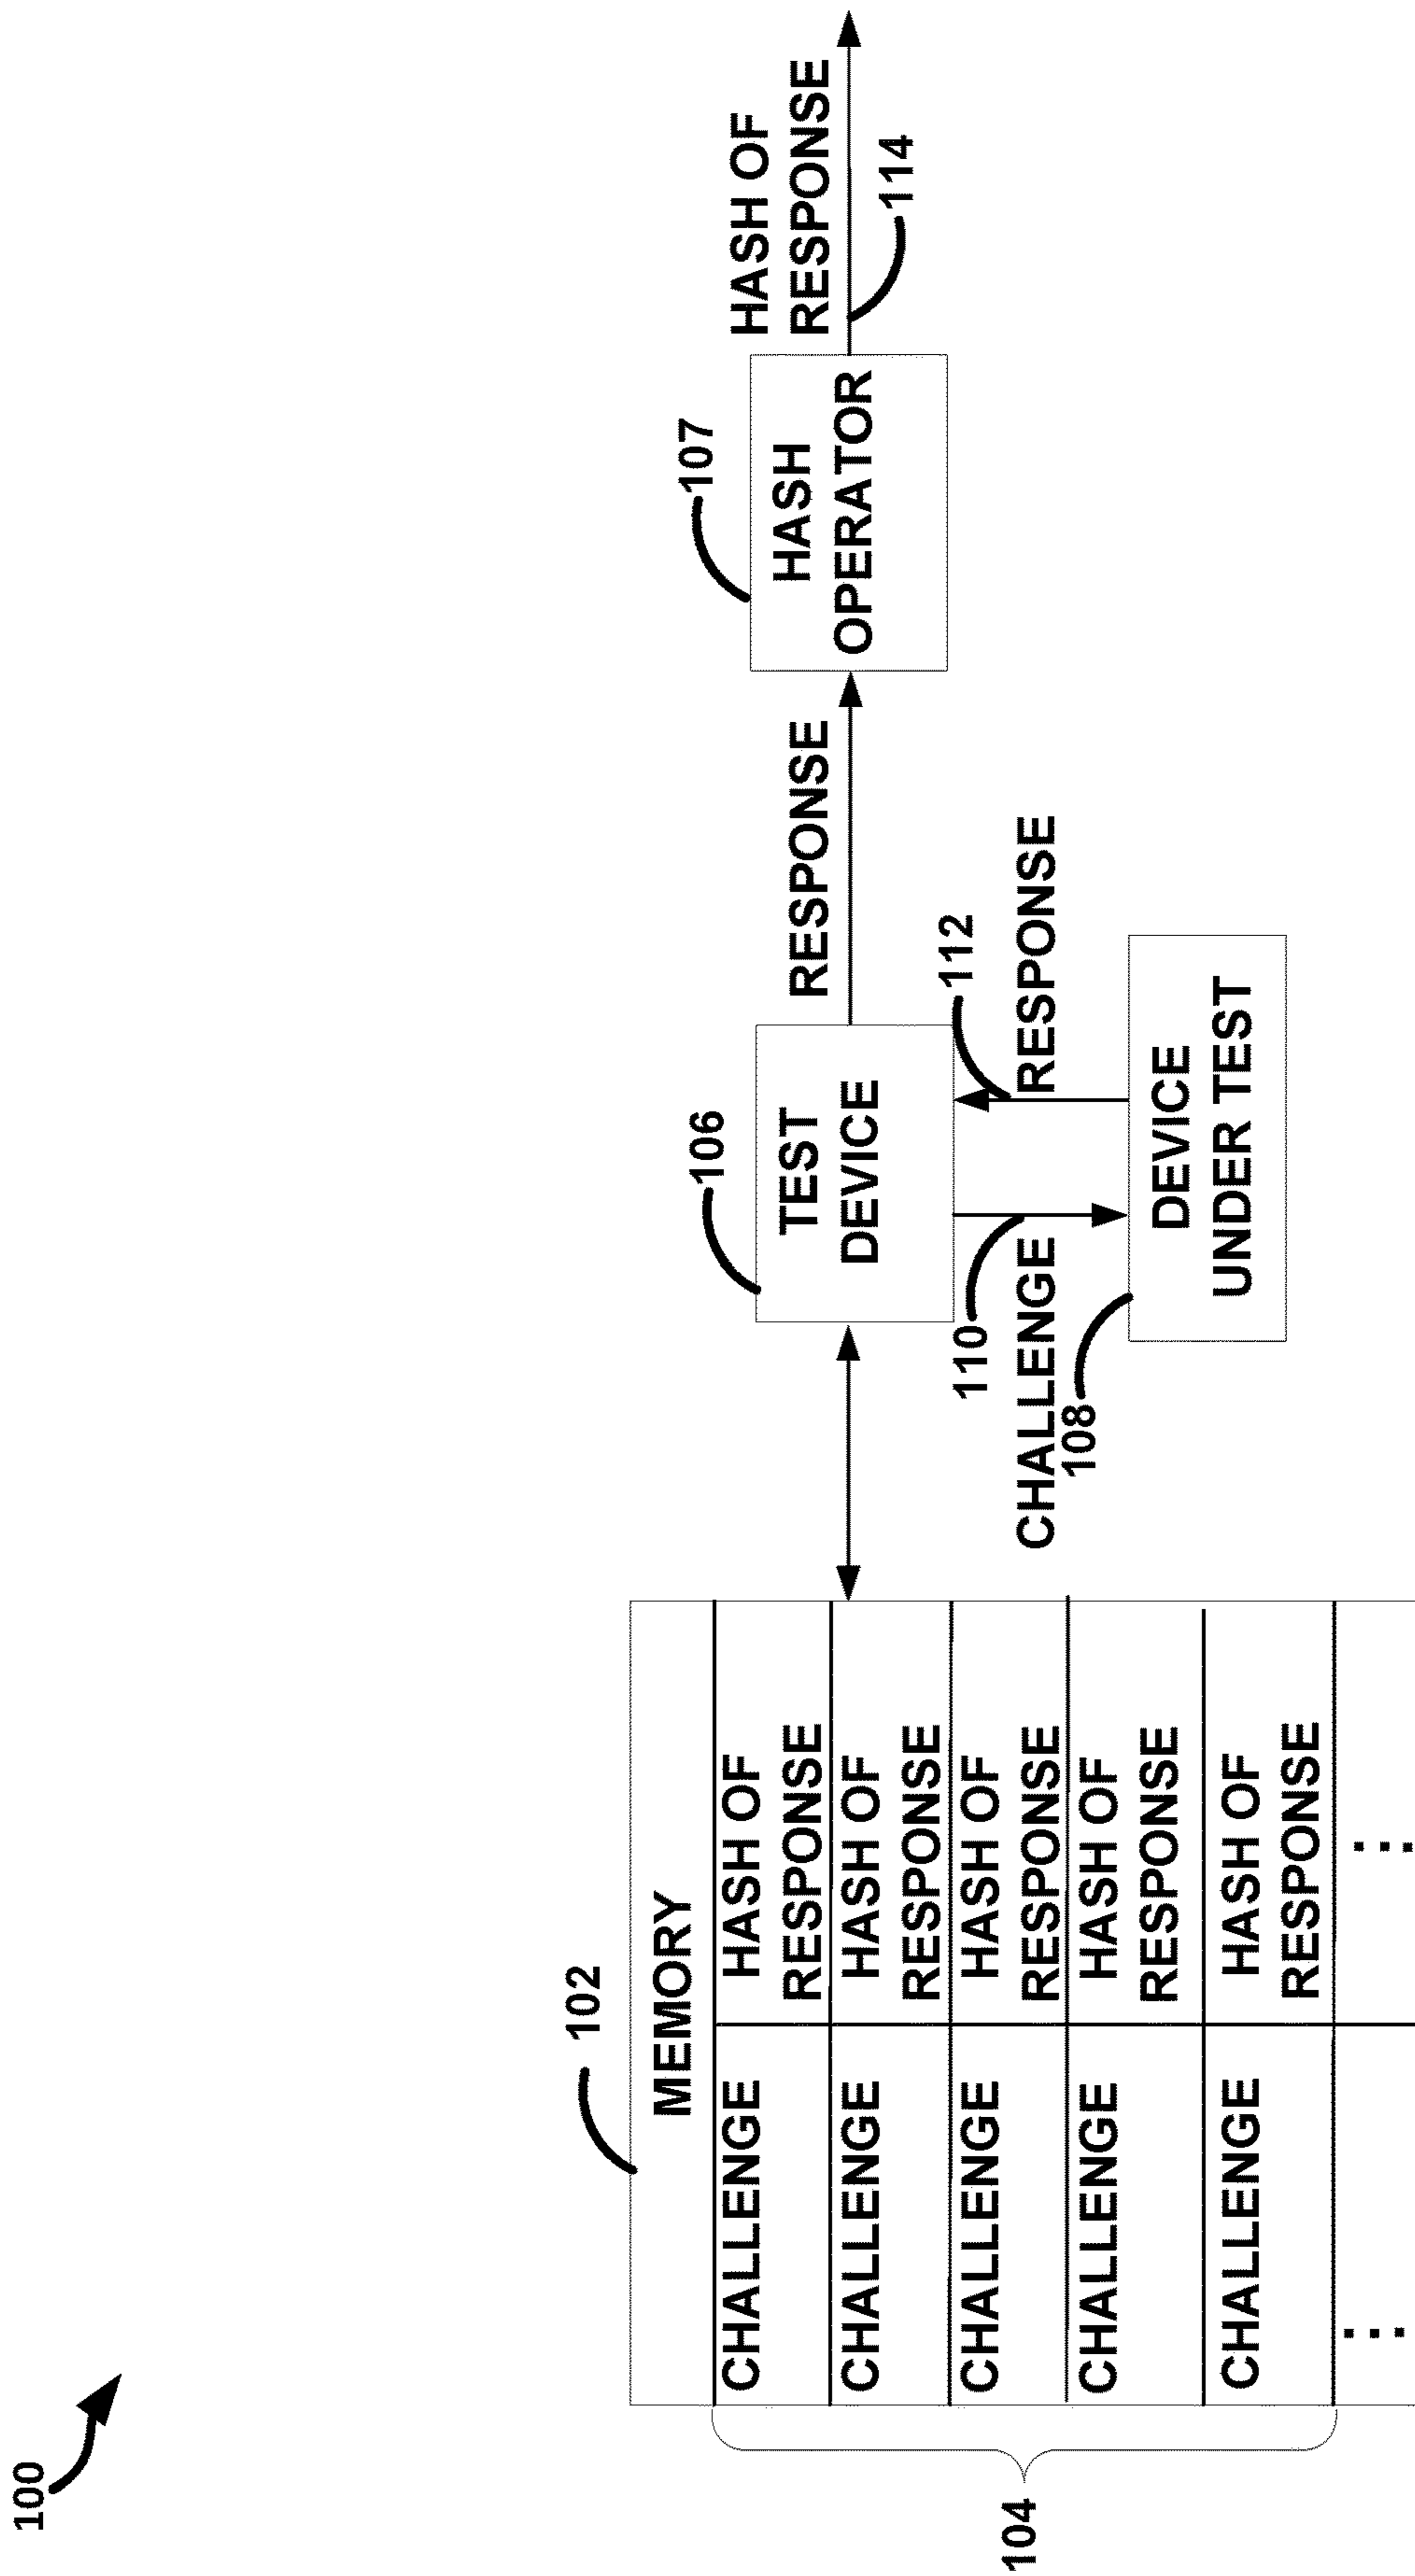 100
102
MEMORY
CHALLENGE
HASH OF
RESPONSE
CHALLENGE
HASH OF
RESPONSE
CHALLENGE
HASH OF
RESPONSE
CHALLENGE
HASH OF
RESPONSE
CHALLENGE
HASH OF
RESPONSE
...
...
104
106
TEST
DEVICE
110
CHALLENGE
112
RESPONSE
108
DEVICE
UNDER TEST
RESPONSE
107
HASH
OPERATOR
HASH OF
RESPONSE
114